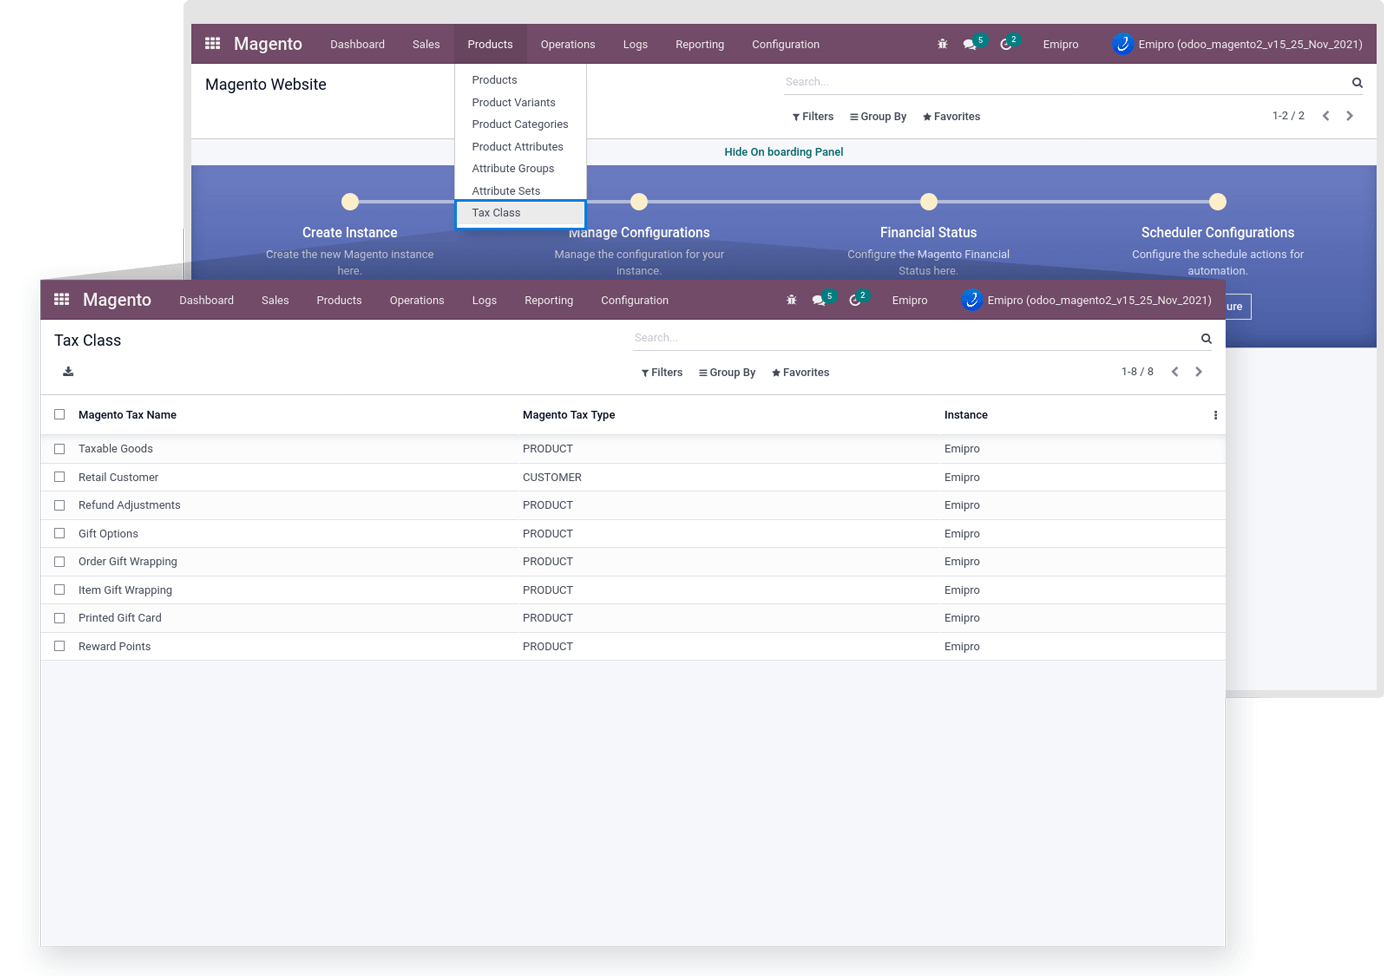 Magento Dashboard Sales Products Operations Logs Reporting Configuration 5 2 Emipro Emipro (odoo_magento2_v15_25_Nov_2021)
Magento Website
Search...
Filters Group By Favorites
1-2 / 2
Products
Product Variants
Product Categories
Product Attributes
Attribute Groups
Attribute Sets
Tax Class
Hide On boarding Panel
Create Instance
Create the new Magento instance
here.
Manage Configurations
Manage the configuration for your
instance.
Financial Status
Configure the Magento Financial
Status here.
Scheduler Configurations
Configure the schedule actions for
automation.
ure
Magento Dashboard Sales Products Operations Logs Reporting Configuration 5 2 Emipro Emipro (odoo_magento2_v15_25_Nov_2021)
Tax Class
Search...
Filters Group By Favorites
1-8 / 8
Magento Tax Name Magento Tax Type Instance
Taxable Goods PRODUCT Emipro
Retail Customer CUSTOMER Emipro
Refund Adjustments PRODUCT Emipro
Gift Options PRODUCT Emipro
Order Gift Wrapping PRODUCT Emipro
Item Gift Wrapping PRODUCT Emipro
Printed Gift Card PRODUCT Emipro
Reward Points PRODUCT Emipro